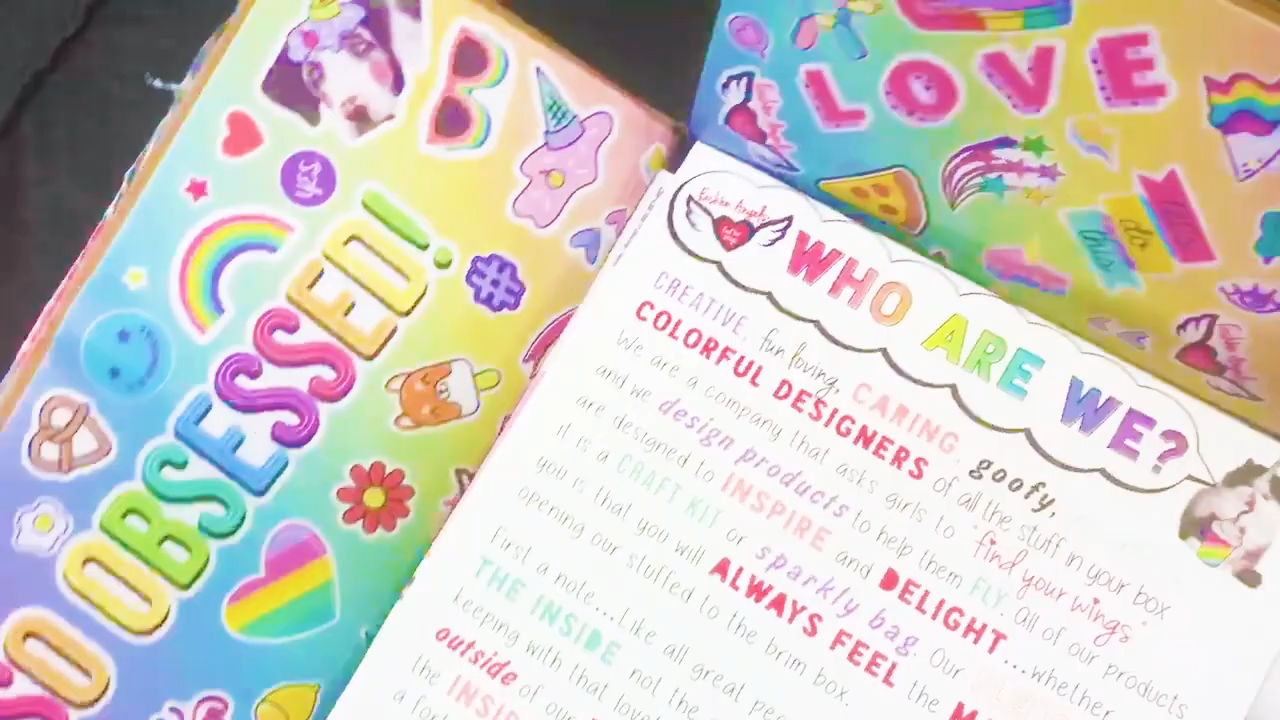 SO OBSESSED!
LOVE
Fashion Angels
WHO ARE WE?
CREATIVE, fun loving, CARING, goofy,
COLORFUL DESIGNERS of all the stuff in your box.
We are a company that asks girls to "find your wings"
and we design products to help them FLY. All of our products
are designed to INSPIRE and DELIGHT...whether
it is a CRAFT KIT or sparkly bag. Our
you is that you will ALWAYS FEEL the
opening our stuffed to the brim box.
First a note...Like all great
THE INSIDE not the
keeping with that
outside of our
the